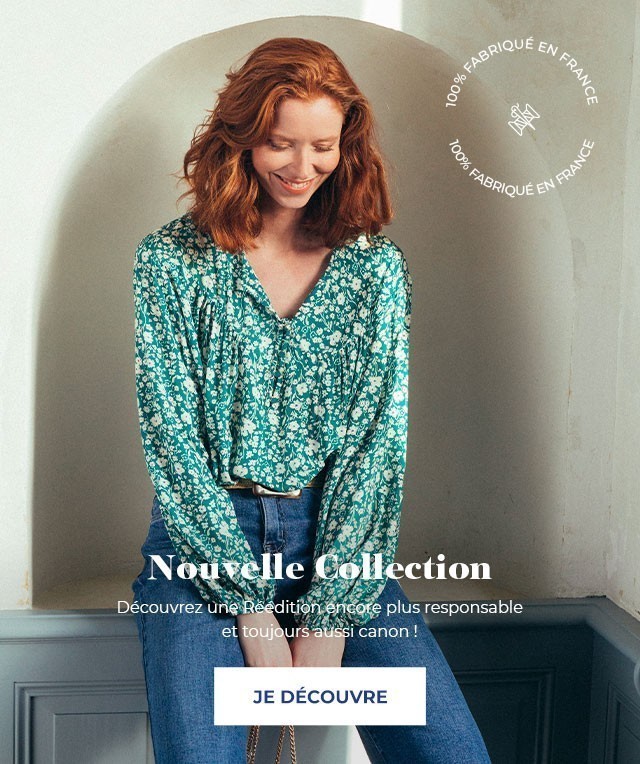 100% FABRIQUÉ EN FRANCE
100% FABRIQUÉ EN FRANCE
Nouvelle Collection
Découvrez une Réédition encore plus responsable
et toujours aussi canon !
JE DÉCOUVRE